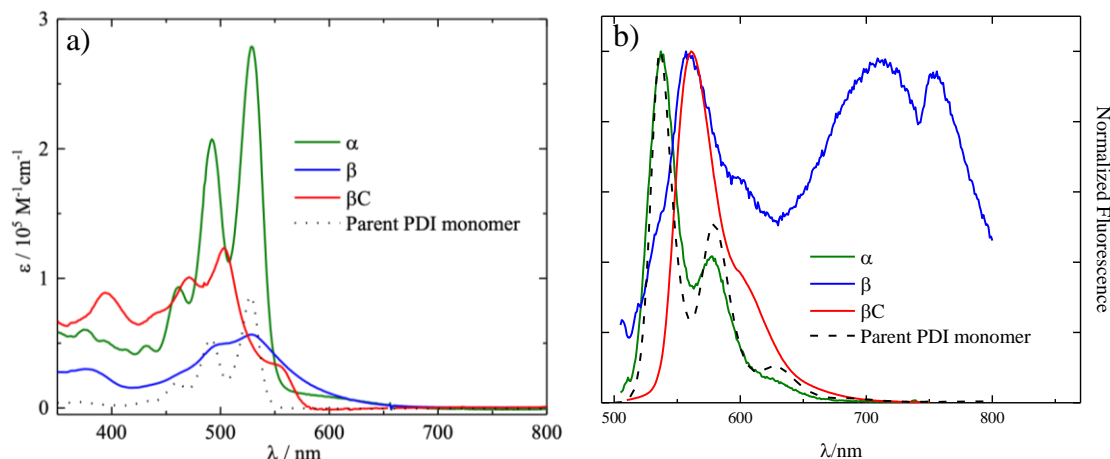 a)
3
2
1
0
ε / 10⁵ M⁻¹cm⁻¹
α
β
βC
Parent PDI monomer
400 500 600 700 800
λ / nm
b)
α
β
βC
Parent PDI monomer
500 600 700 800
λ/nm
Normalized Fluorescence